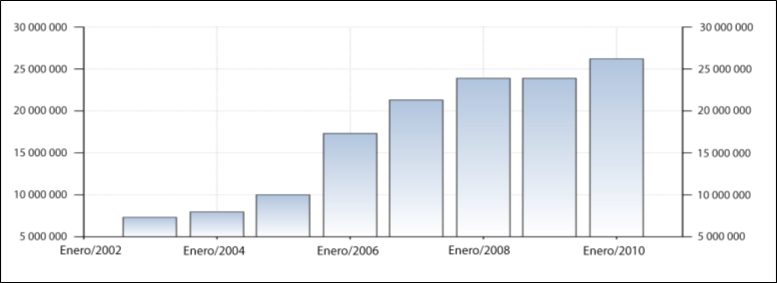 30 000 000 30 000 000
25 000 000 25 000 000
20 000 000 20 000 000
15 000 000 15 000 000
10 000 000 10 000 000
5 000 000 5 000 000
Enero/2002 Enero/2004 Enero/2006 Enero/2008 Enero/2010